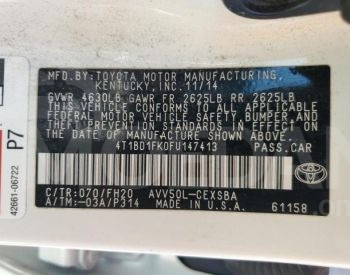 MFD. BY: TOYOTA MOTOR MANUFACTURING,
KENTUCKY, INC. 11/14
GVWR 4630LB GAWR FR 2625LB RR 2625LB
THIS VEHICLE CONFORMS TO ALL APPLICABLE
FEDERAL MOTOR VEHICLE SAFETY, BUMPER, AND
THEFT PREVENTION STANDARDS IN EFFECT ON
THE DATE OF MANUFACTURE SHOWN ABOVE.
4T1BD1FK0FU147413 PASS. CAR
C/TR: 070/FH20 AVV50L-CEXSBA
A/TM: -03A/P314 MADE IN U.S.A.
TOYOTA
61158
P7
42661-06722